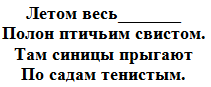 Летом весь_______
Полон птичьим свистом.
Там синицы прыгают
По садам тенистым.